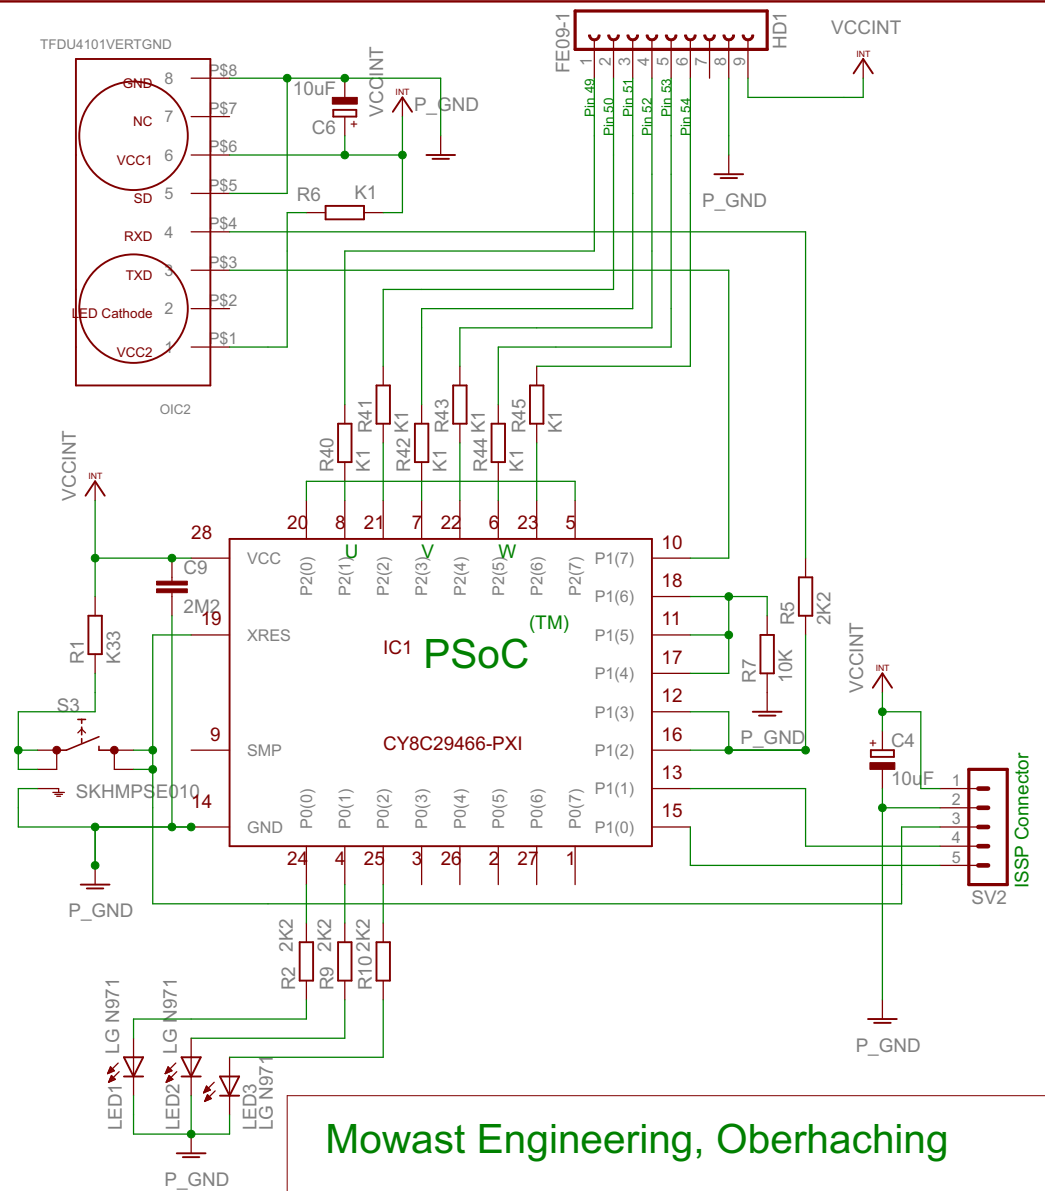 TFDU4101VERTGND
GND 8 P$8
NC 7 P$7
VCC1 6 P$6
SD 5 P$5
RXD 4 P$4
TXD 3 P$3
LED Cathode 2 P$2
VCC2 1 P$1
OIC2
10uF
C6
+
VCCINT
INT
P_GND
R6 K1
FE09-1
HD1
1 2 3 4 5 6 7 8 9
Pin 49
Pin 50
Pin 51
Pin 52
Pin 53
Pin 54
VCCINT
INT
P_GND
R40 K1
R41 K1
R42 K1
R43 K1
R44 K1
R45 K1
VCCINT
INT
20 8 21 7 22 6 23 5
U V W
P2(0) P2(1) P2(2) P2(3) P2(4) P2(5) P2(6) P2(7)
28 VCC
C9
2M2
19 XRES
R1 K33
S3
SKHMPSE010
9 SMP
14 GND
P_GND
IC1 PSoC (TM)
CY8C29466-PXI
P1(7) 10
P1(6) 18
P1(5) 11
P1(4) 17
P1(3) 12
P1(2) 16
P1(1) 13
P1(0) 15
R7 10K
P_GND
R5 2K2
VCCINT
INT
+
C4
10uF
1
2
3
4
5
ISSP Connector
SV2
P_GND
P0(0) P0(1) P0(2) P0(3) P0(4) P0(5) P0(6) P0(7)
24 4 25 3 26 2 27 1
R2 2K2
R9 2K2
R10 2K2
LED1 LG N971
LED2 LG N971
LED3
LG N971
P_GND
Mowast Engineering, Oberhaching